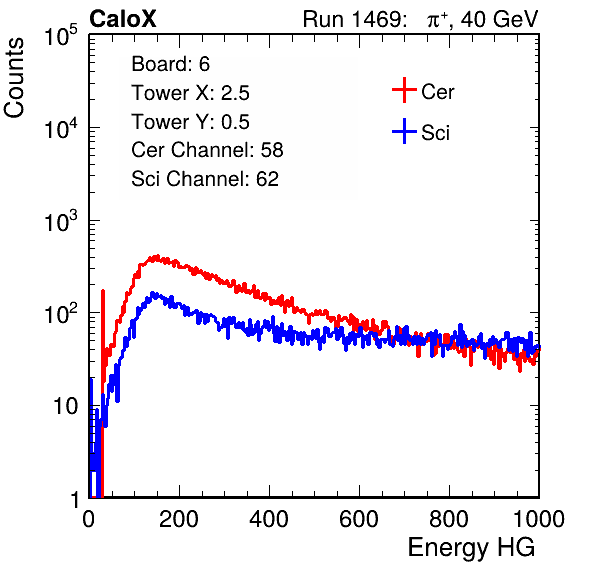 CaloX Run 1469: π⁺, 40 GeV
Counts
10⁵
10⁴
10³
10²
10
1
Board: 6
Tower X: 2.5
Tower Y: 0.5
Cer Channel: 58
Sci Channel: 62
Cer
Sci
0 200 400 600 800 1000
Energy HG